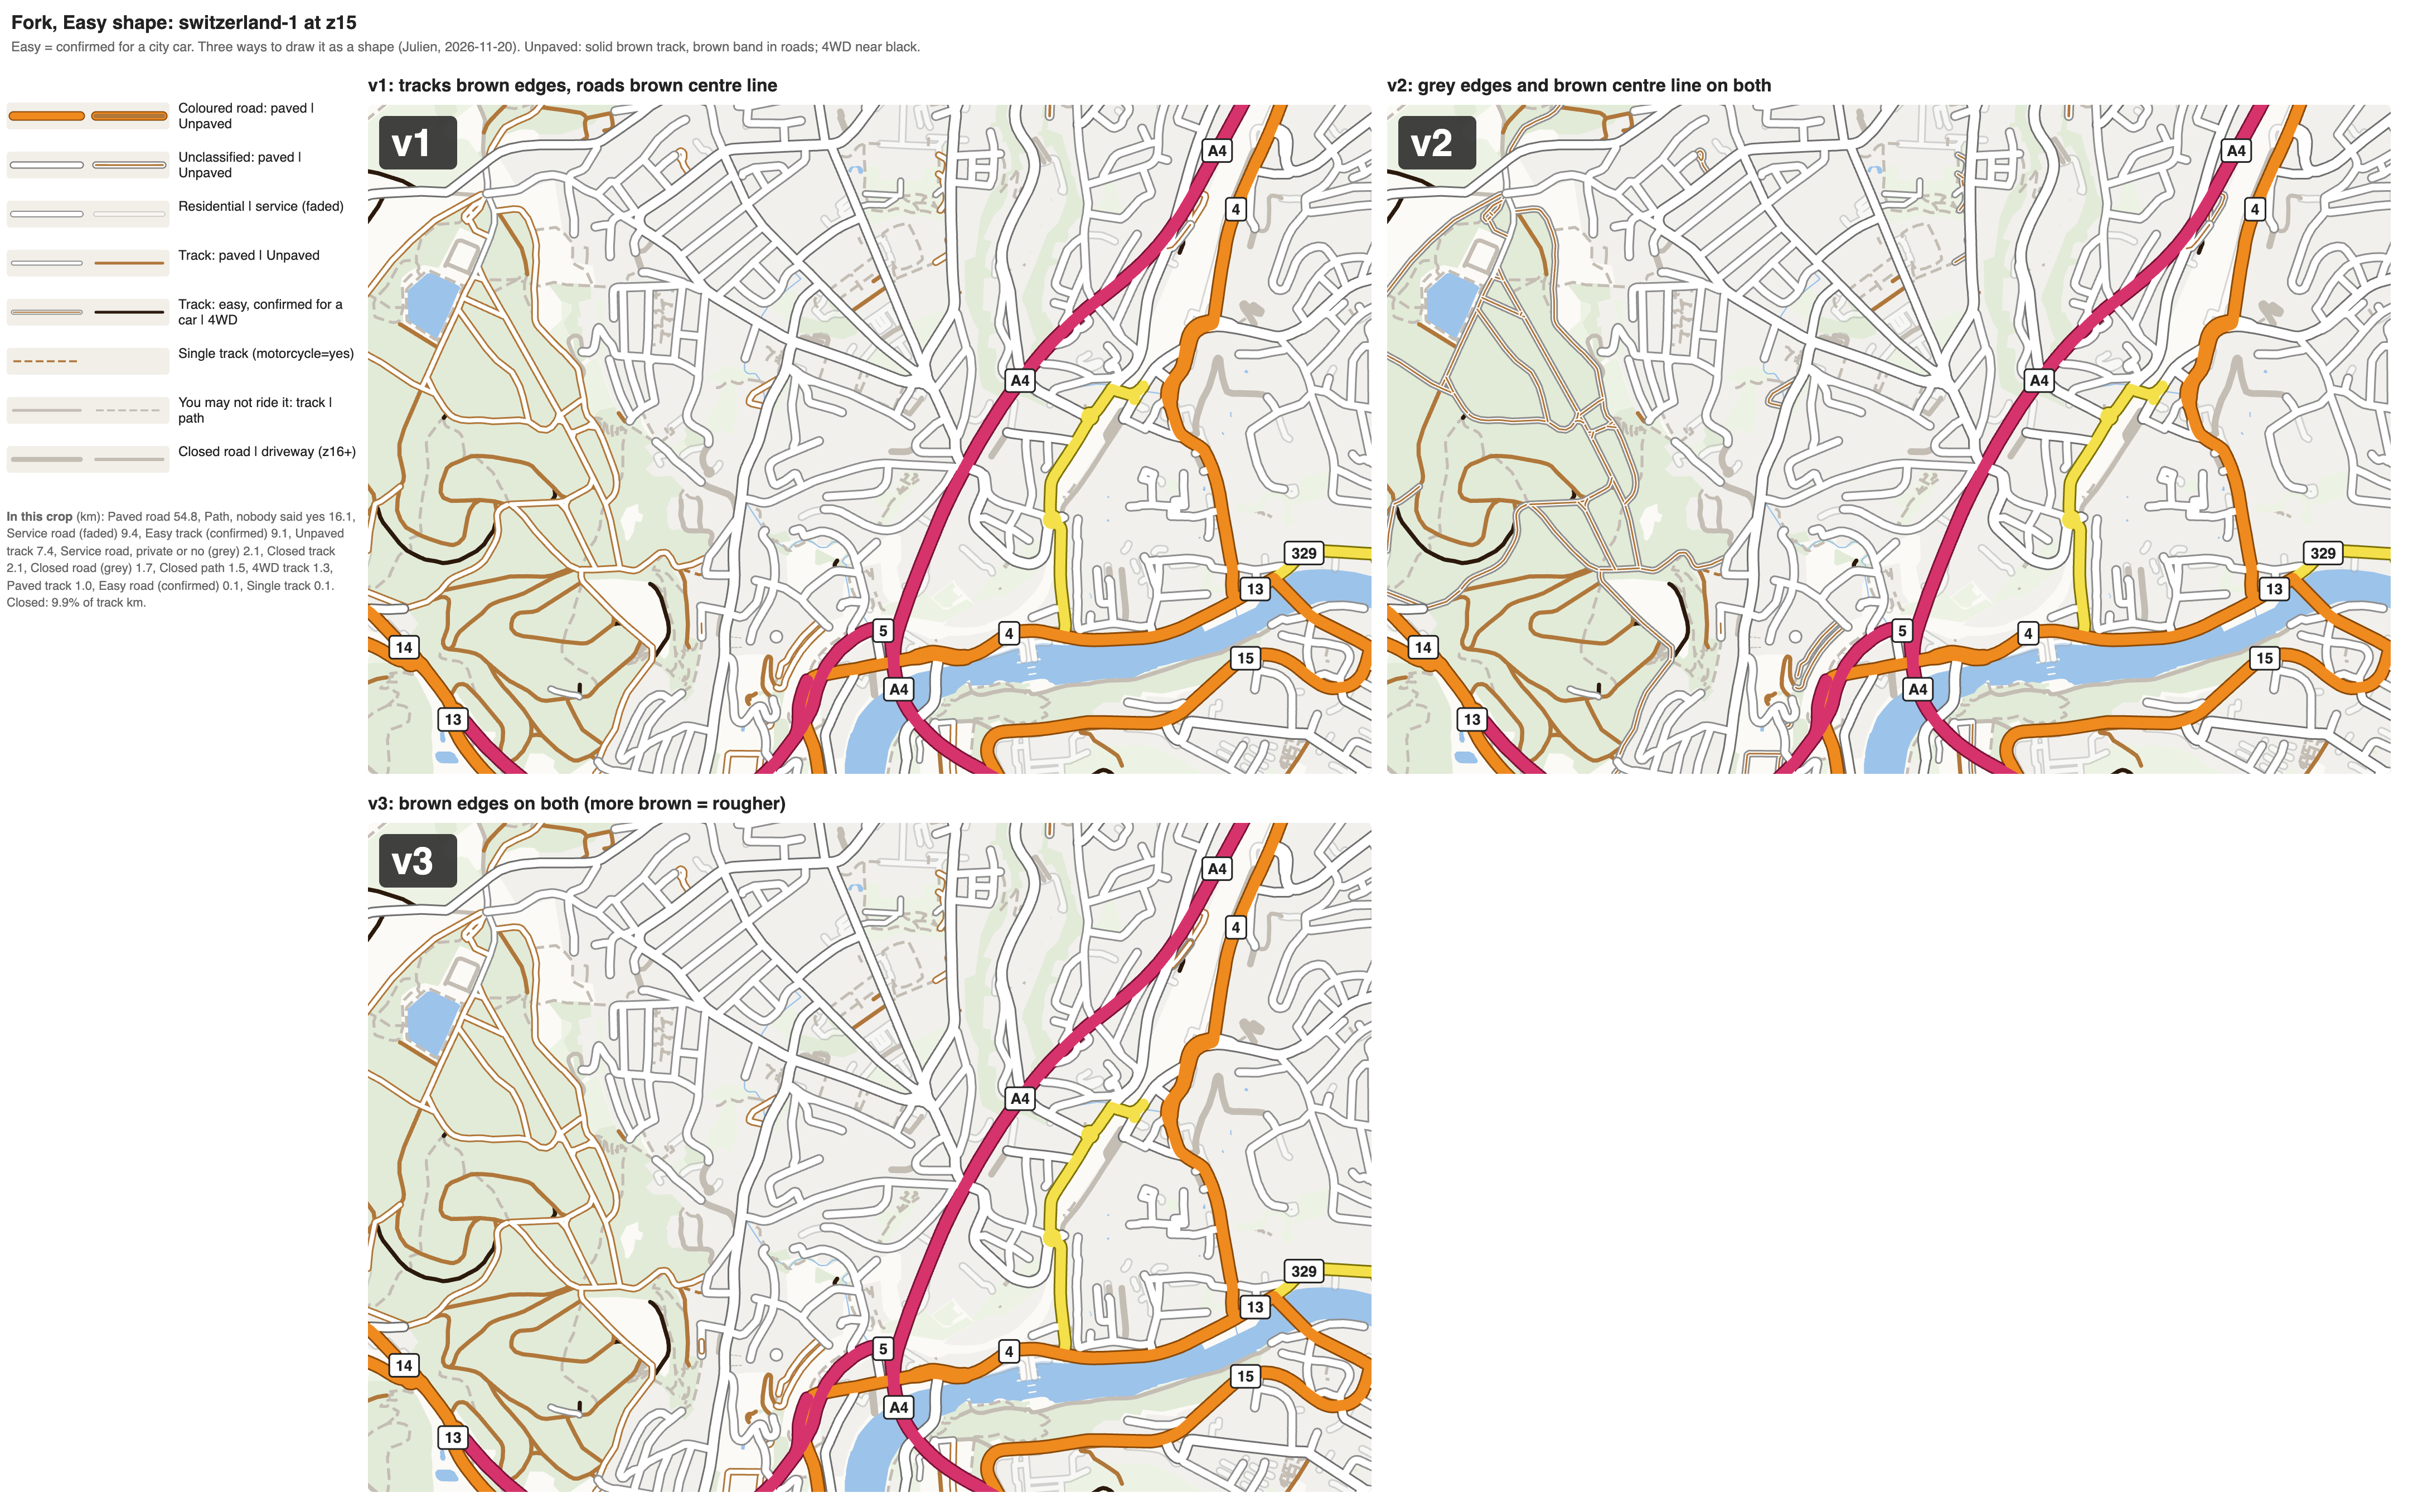 Fork, Easy shape: switzerland-1 at z15
Easy = confirmed for a city car. Three ways to draw it as a shape (Julien, 2026-11-20). Unpaved: solid brown track, brown band in roads; 4WD near black.
Coloured road: paved |
Unpaved
Unclassified: paved |
Unpaved
Residential | service (faded)
Track: paved | Unpaved
Track: easy, confirmed for a
car | 4WD
Single track (motorcycle=yes)
You may not ride it: track |
path
Closed road | driveway (z16+)
In this crop (km): Paved road 54.8, Path, nobody said yes 16.1,
Service road (faded) 9.4, Easy track (confirmed) 9.1, Unpaved
track 7.4, Service road, private or no (grey) 2.1, Closed track
2.1, Closed road (grey) 1.7, Closed path 1.5, 4WD track 1.3,
Paved track 1.0, Easy road (confirmed) 0.1, Single track 0.1.
Closed: 9.9% of track km.
v1: tracks brown edges, roads brown centre line
v1
A4
4
A4
329
13
5
4
14
15
A4
13
v2: grey edges and brown centre line on both
v2
A4
4
A4
329
13
5
4
14
15
A4
13
v3: brown edges on both (more brown = rougher)
v3
A4
4
A4
329
13
5
4
14
15
A4
13